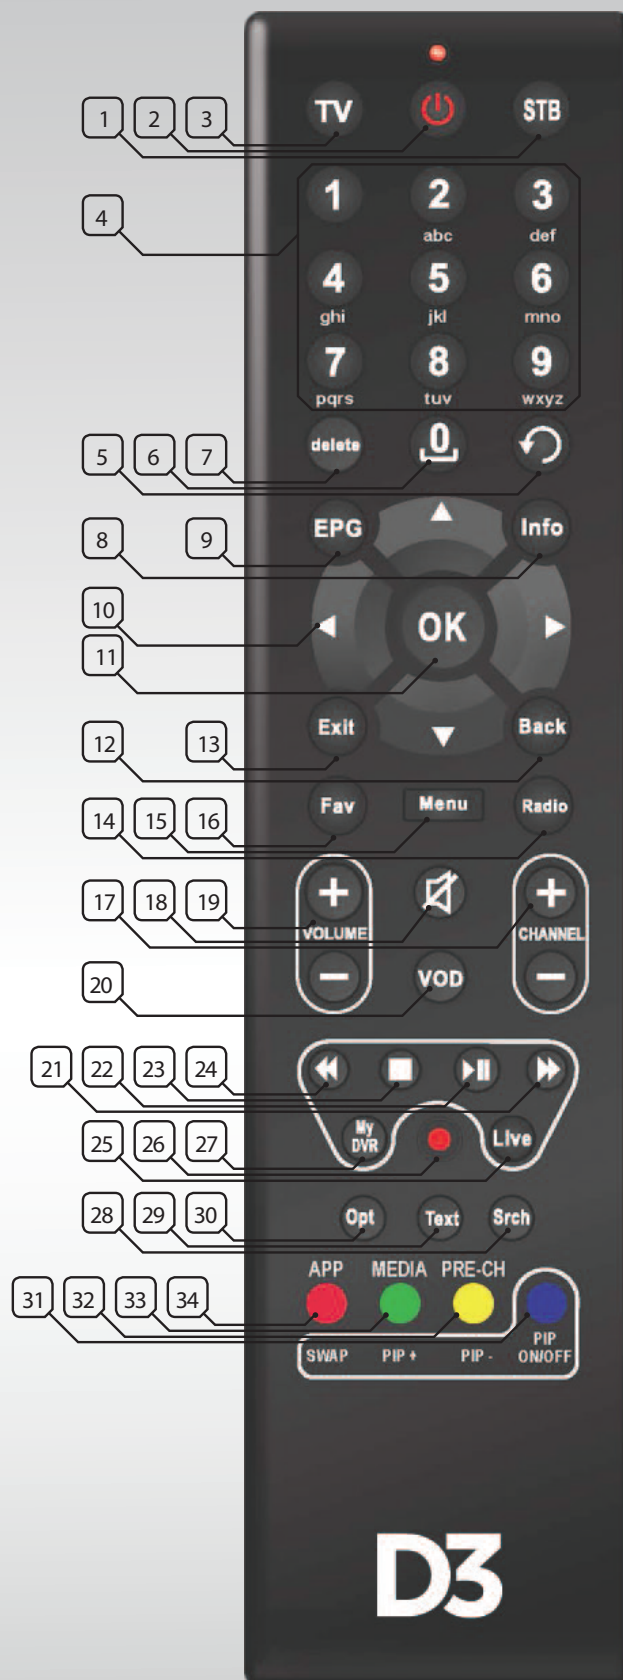 1 2 3 TV STB
4 1 2 3
abc def
4 5 6
ghi jkl mno
7 8 9
pqrs tuv wxyz
5 6 7 delete 0
8 9 EPG Info
10 OK
11
12 13 Exit Back
14 15 16 Fav Menu Radio
17 18 19 + +
VOLUME CHANNEL
20 − VOD −
21 22 23 24
25 26 27 My DVR Live
28 29 30 Opt Text Srch
APP MEDIA PRE-CH
31 32 33 34
SWAP PIP + PIP - PIP ON/OFF
D3